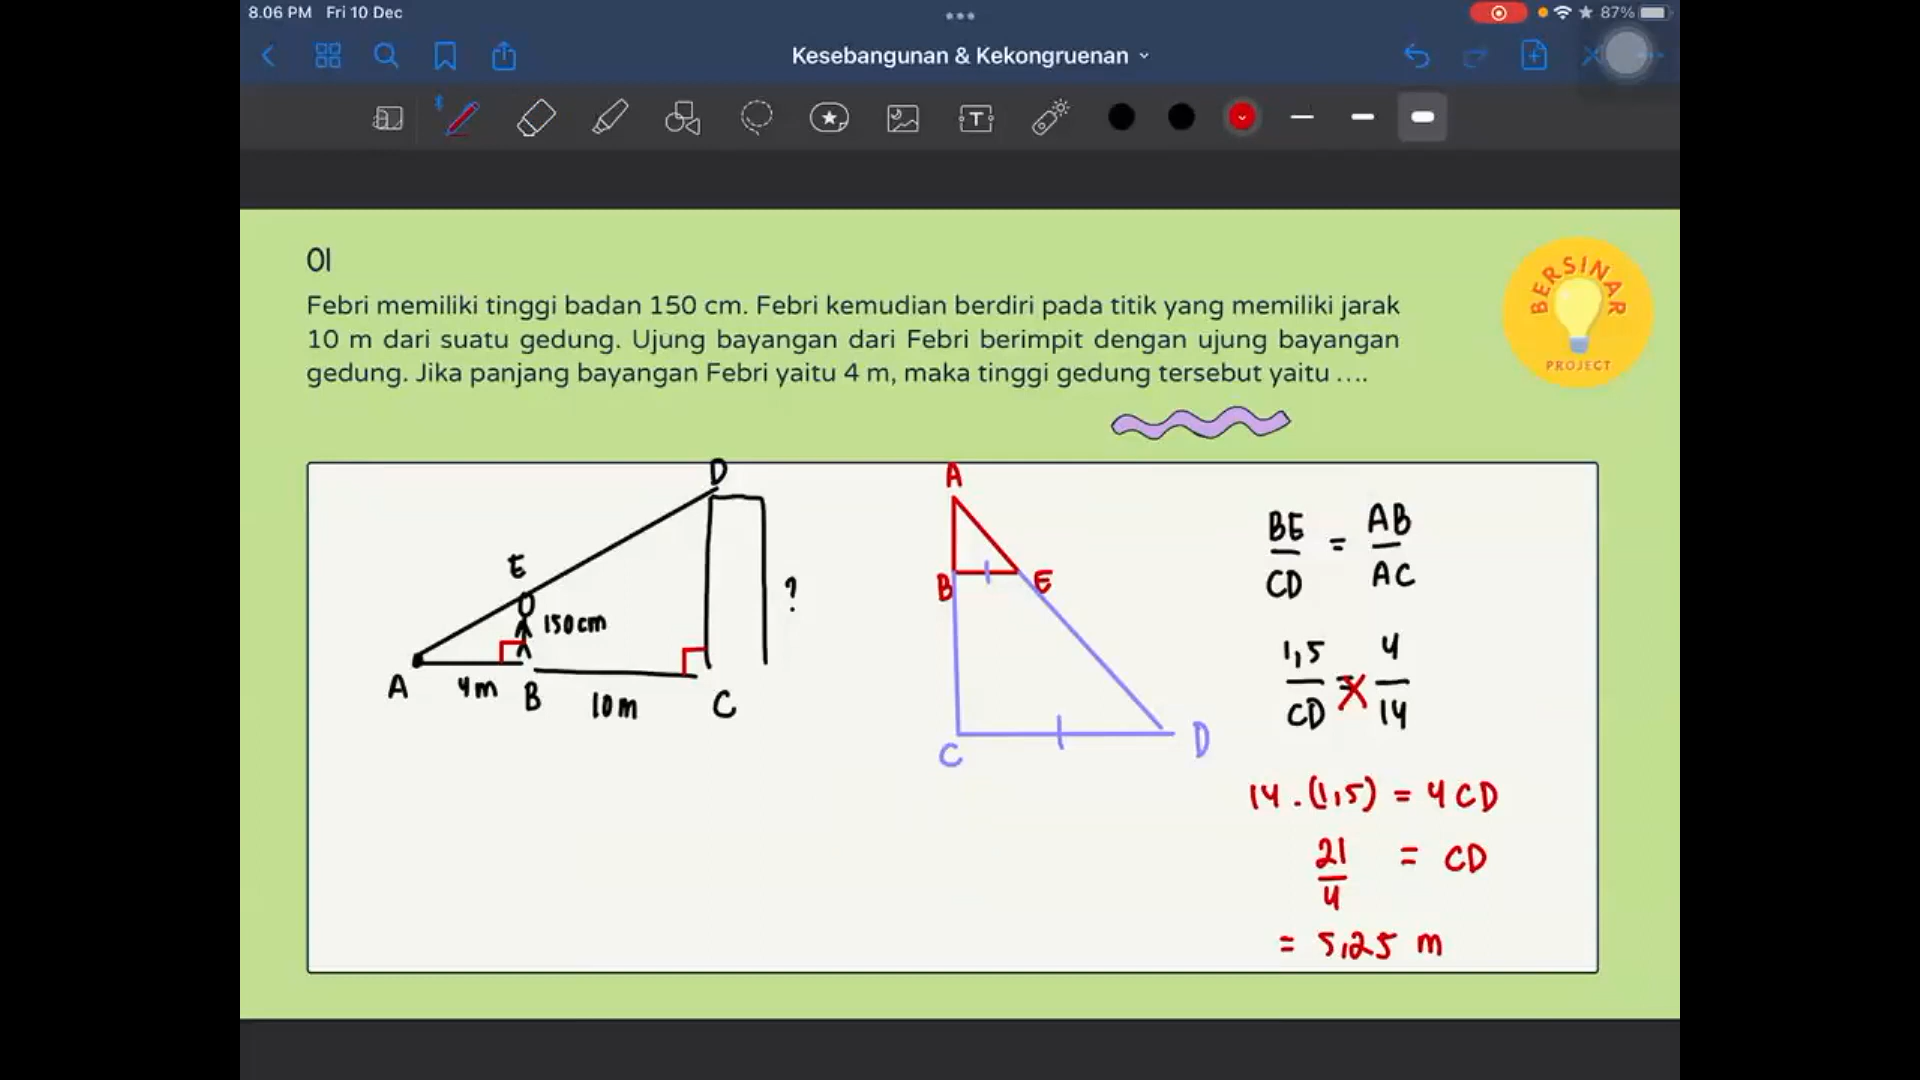 8.06 PM Fri 10 Dec
87%
Kesebangunan & Kekongruenan
T
01
Febri memiliki tinggi badan 150 cm. Febri kemudian berdiri pada titik yang memiliki jarak
10 m dari suatu gedung. Ujung bayangan dari Febri berimpit dengan ujung bayangan
gedung. Jika panjang bayangan Febri yaitu 4 m, maka tinggi gedung tersebut yaitu ....
BERSINAR
PROJECT
D
E
150cm
?
A 4m B 10m C
A
B E
C D
BE/CD = AB/AC
1,5/CD = 4/14
14 . (1,5) = 4 CD
21/4 = CD
= 5,25 m